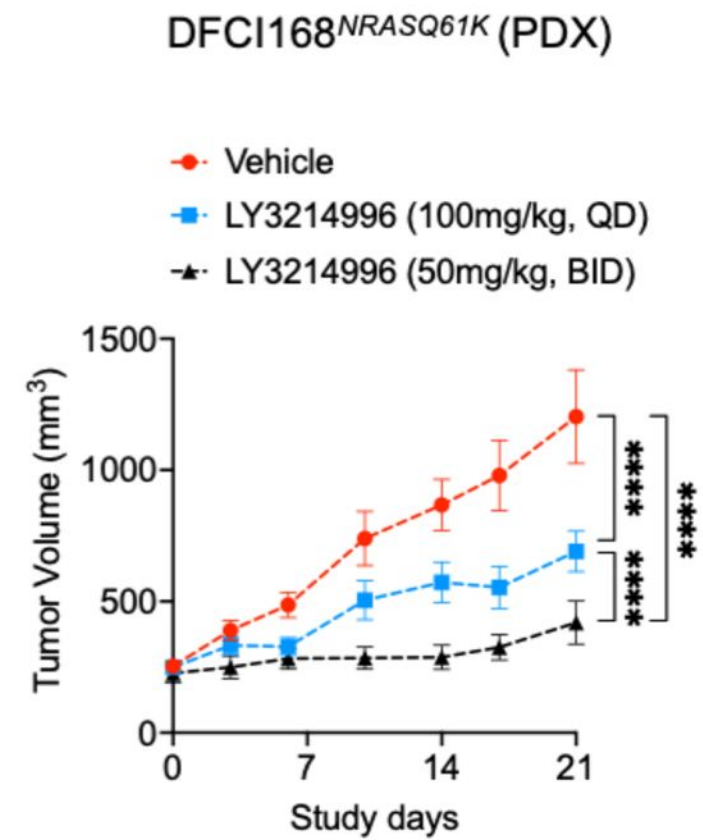 DFCI168NRASQ61K (PDX)
Vehicle
LY3214996 (100mg/kg, QD)
LY3214996 (50mg/kg, BID)
1500
1000
500
0
Tumor Volume (mm3)
****
****
****
0 7 14 21
Study days